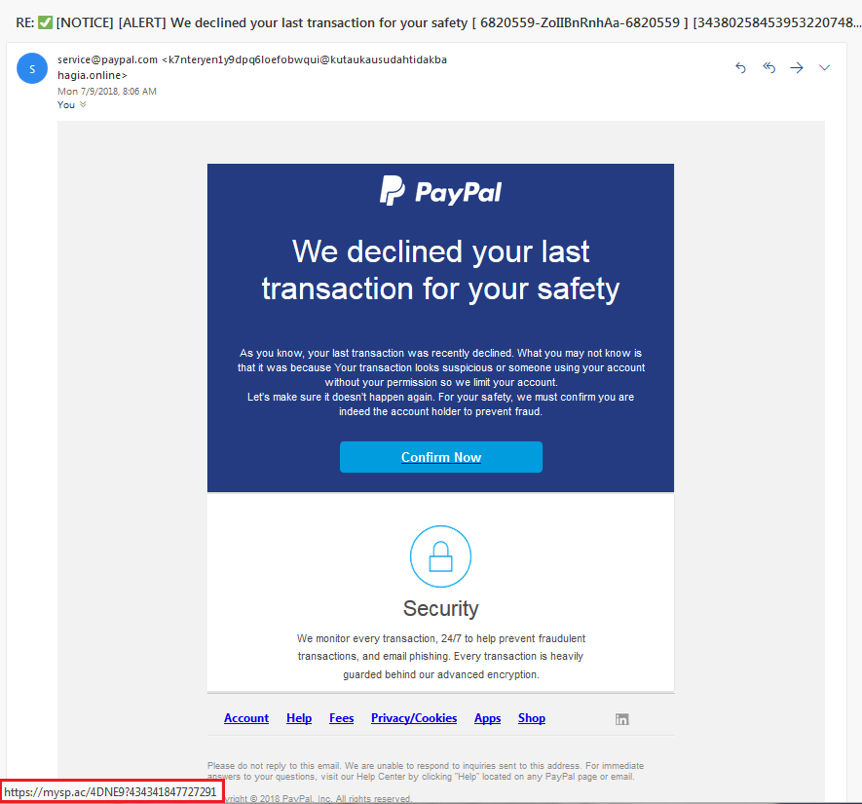 RE: ✅ [NOTICE] [ALERT] We declined your last transaction for your safety [ 6820559-ZoIIBnRnhAa-6820559 ] [34380258453953220748...
S
service@paypal.com <k7nteryen1y9dpq6loefobwqui@kutaukausudahtidakba
hagia.online>
Mon 7/9/2018, 8:06 AM
You
PayPal
We declined your last
transaction for your safety
As you know, your last transaction was recently declined. What you may not know is
that it was because Your transaction looks suspicious or someone using your account
without your permission so we limit your account.
Let's make sure it doesn't happen again. For your safety, we must confirm you are
indeed the account holder to prevent fraud.
Confirm Now
Security
We monitor every transaction, 24/7 to help prevent fraudulent
transactions, and email phishing. Every transaction is heavily
guarded behind our advanced encryption.
Account Help Fees Privacy/Cookies Apps Shop in
Please do not reply to this email. We are unable to respond to inquiries sent to this address. For immediate
answers to your questions, visit our Help Center by clicking "Help" located on any PayPal page or email.
https://mysp.ac/4DNE9?434341847727291
yright © 2018 PayPal, Inc. All rights reserved.